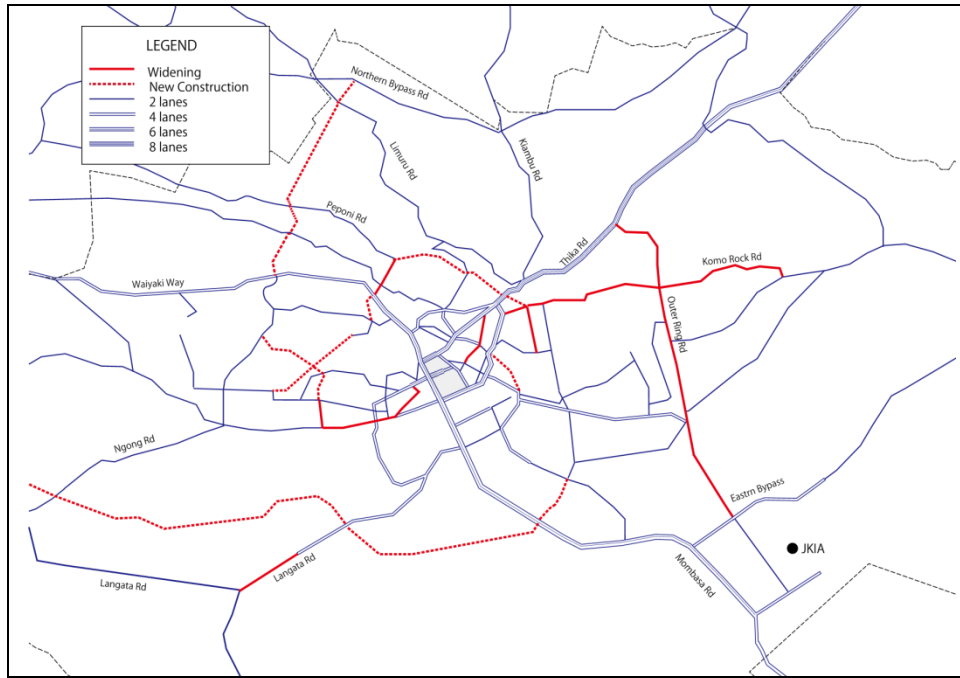 LEGEND
Widening
New Construction
2 lanes
4 lanes
6 lanes
8 lanes
Northern Bypass Rd
Limuru Rd
Kiambu Rd
Peponi Rd
Thika Rd
Waiyaki Way
Komo Rock Rd
Outer Ring Rd
Ngong Rd
Eastrn Bypass
JKIA
Langata Rd
Langata Rd
Mombasa Rd